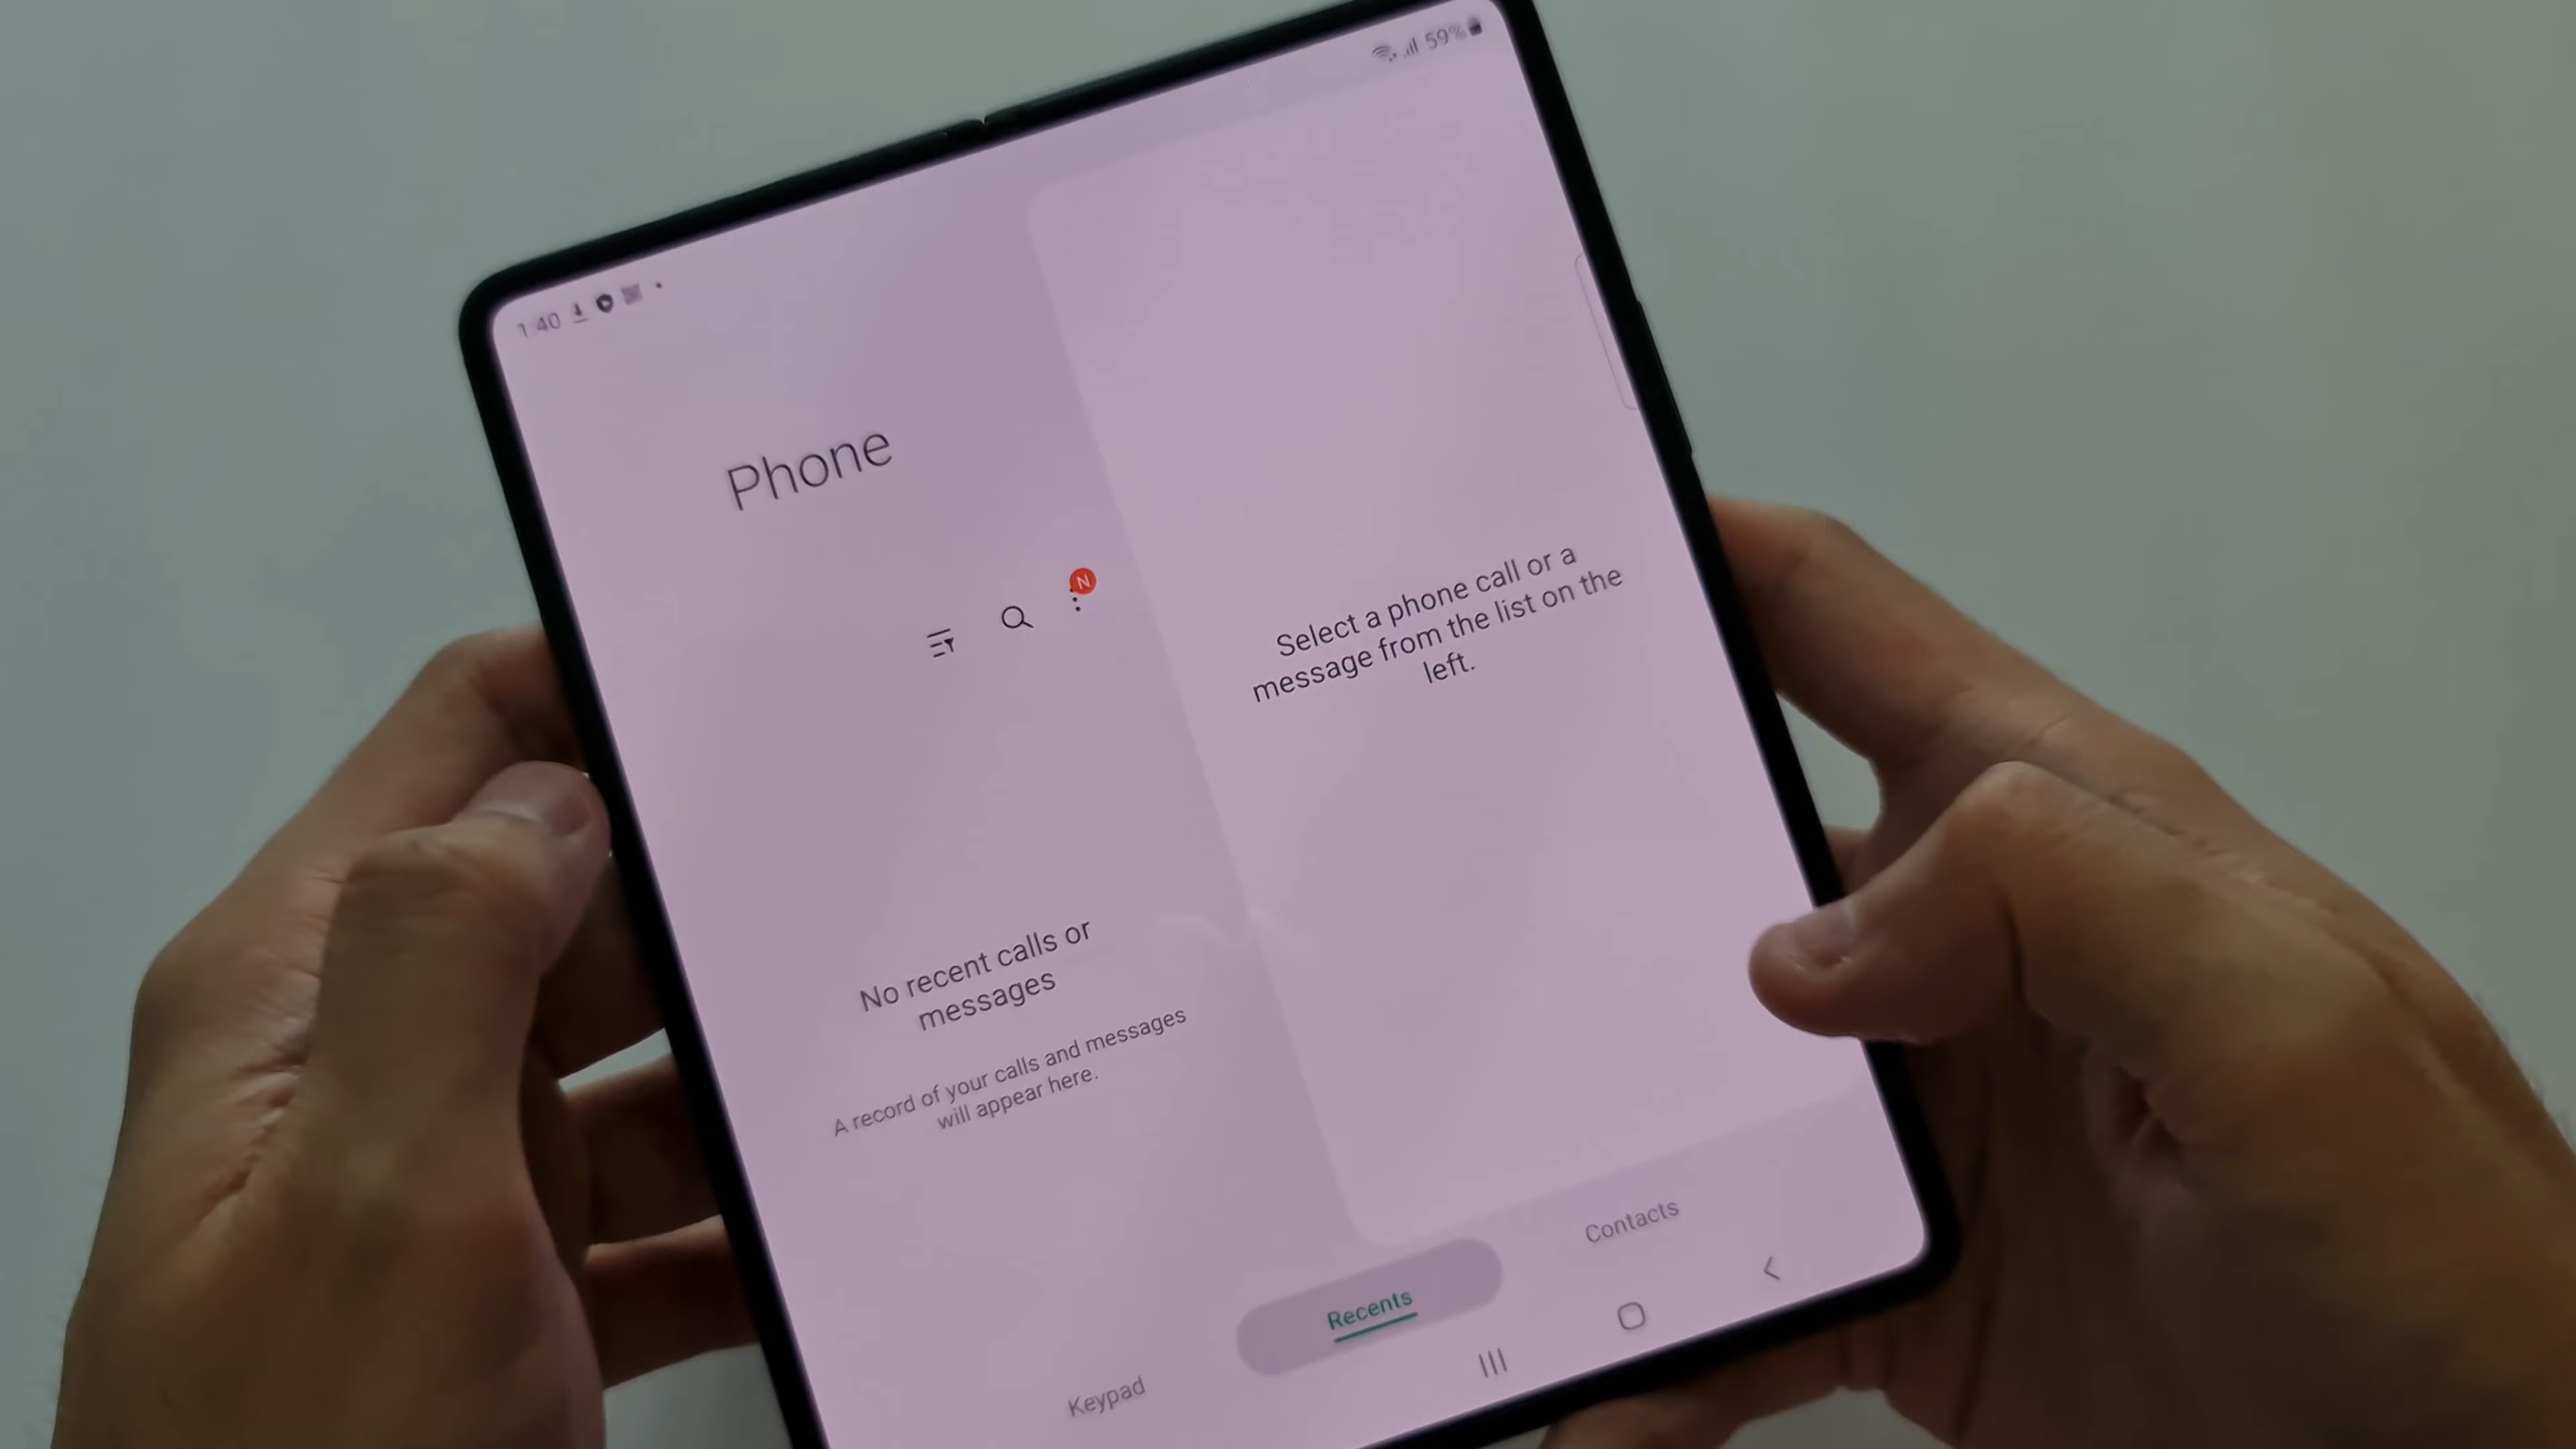 1:40
59%
Phone
N
No recent calls or
messages
A record of your calls and messages
will appear here.
Select a phone call or a
message from the list on the
left.
Keypad
Recents
Contacts